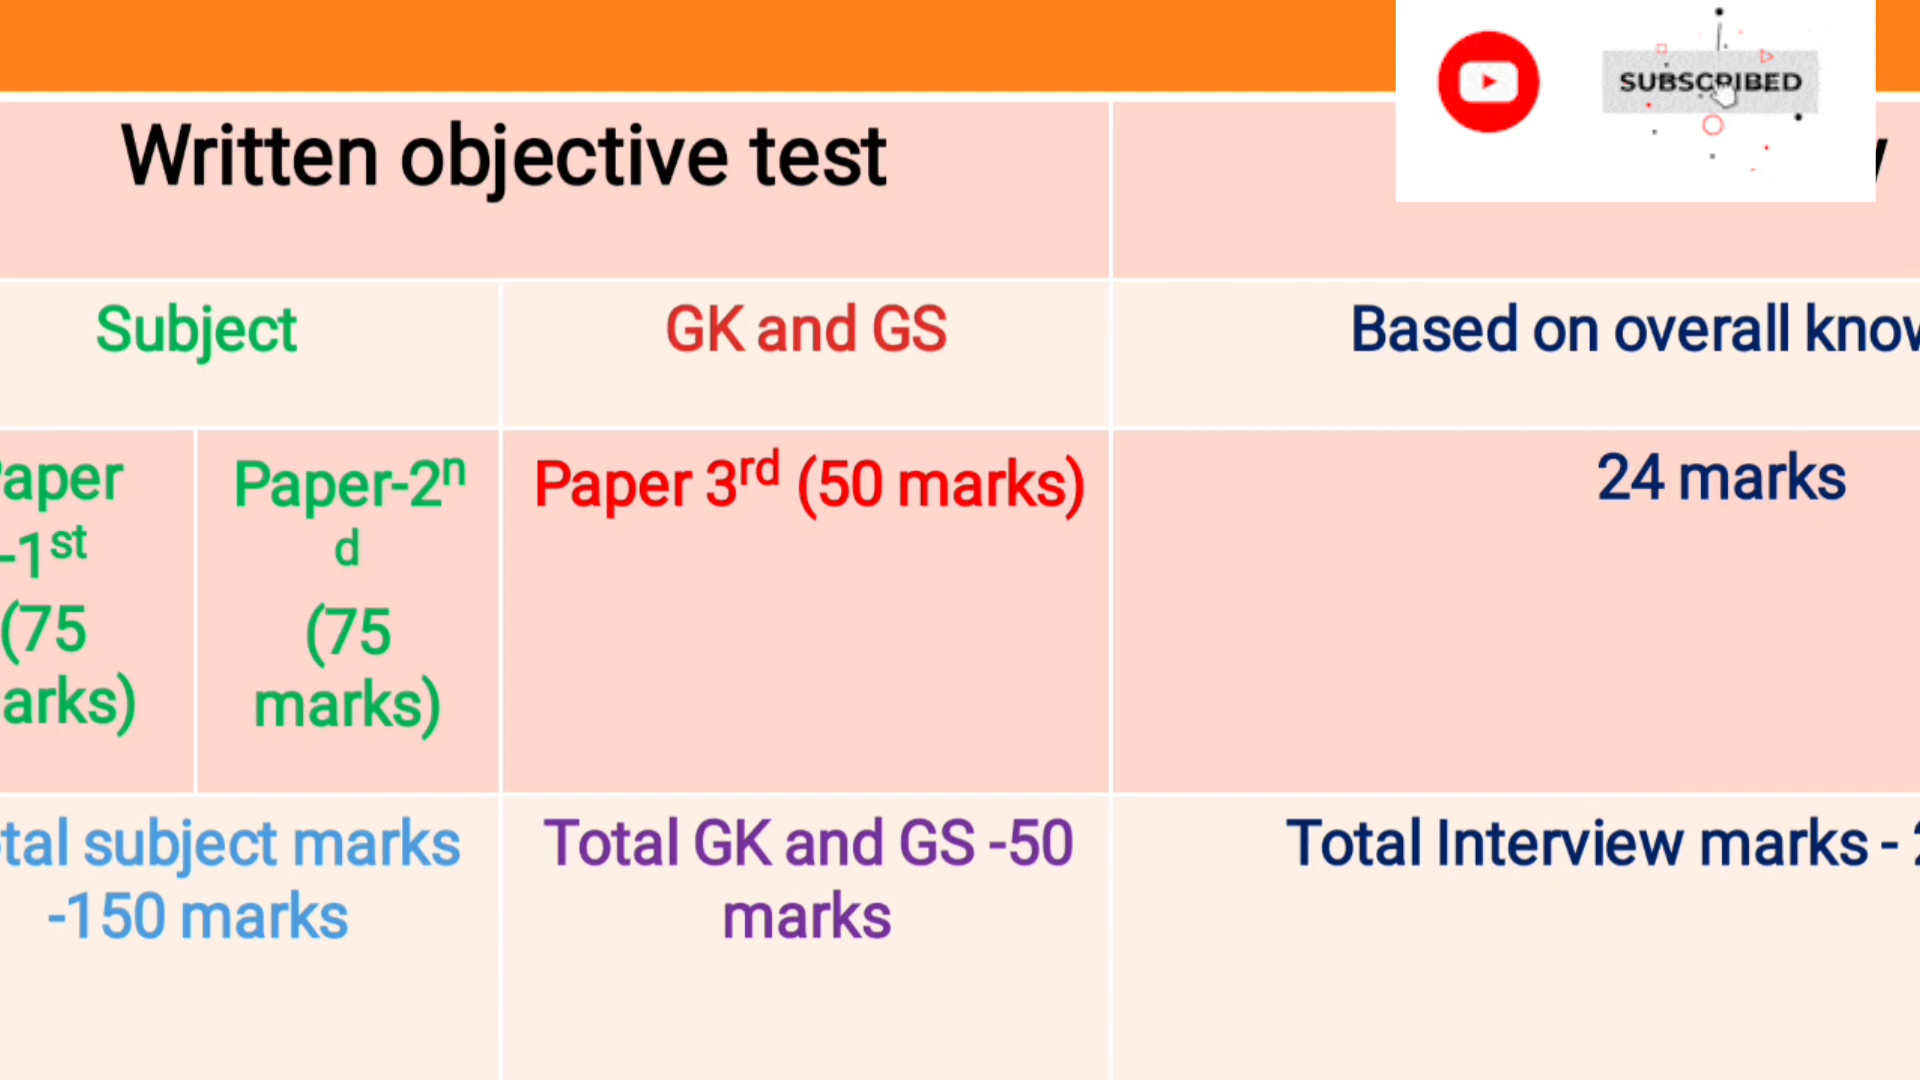 SUBSCRIBED
Written objective test
Subject
GK and GS
Based on overall
aper
-1st
(75
arks)
Paper-2n
d
(75
marks)
Paper 3rd (50 marks)
24 marks
tal subject marks
-150 marks
Total GK and GS -50
marks
Total Interview marks -